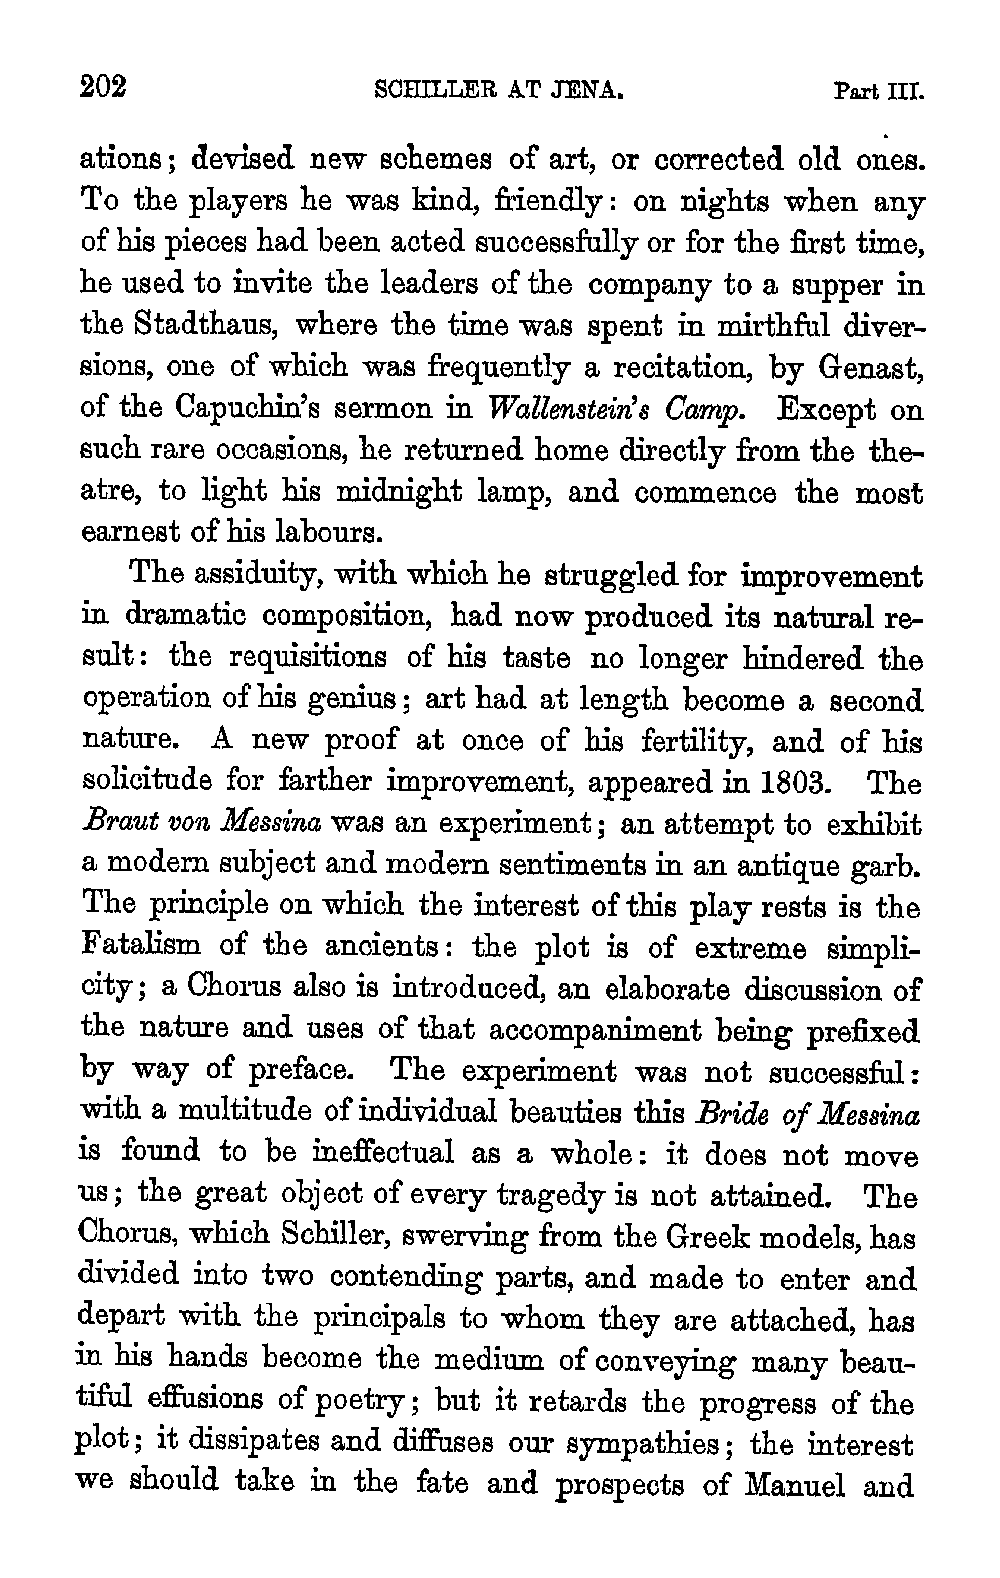 202 SCHILLER AT JENA. Part III.
ations; devised new schemes of art, or corrected old ones.
To the players he was kind, friendly: on nights when any
of his pieces had been acted successfully or for the first time,
he used to invite the leaders of the company to a supper in
the Stadthaus, where the time was spent in mirthful diver-
sions, one of which was frequently a recitation, by Genast,
of the Capuchin's sermon in Wallenstein's Camp. Except on
such rare occasions, he returned home directly from the the-
atre, to light his midnight lamp, and commence the most
earnest of his labours.
The assiduity, with which he struggled for improvement
in dramatic composition, had now produced its natural re-
sult: the requisitions of his taste no longer hindered the
operation of his genius; art had at length become a second
nature. A new proof at once of his fertility, and of his
solicitude for farther improvement, appeared in 1803. The
Braut von Messina was an experiment; an attempt to exhibit
a modern subject and modern sentiments in an antique garb.
The principle on which the interest of this play rests is the
Fatalism of the ancients: the plot is of extreme simpli-
city; a Chorus also is introduced, an elaborate discussion of
the nature and uses of that accompaniment being prefixed
by way of preface. The experiment was not successful:
with a multitude of individual beauties this Bride of Messina
is found to be ineffectual as a whole: it does not move
us; the great object of every tragedy is not attained. The
Chorus, which Schiller, swerving from the Greek models, has
divided into two contending parts, and made to enter and
depart with the principals to whom they are attached, has
in his hands become the medium of conveying many beau-
tiful effusions of poetry; but it retards the progress of the
plot; it dissipates and diffuses our sympathies; the interest
we should take in the fate and prospects of Manuel and